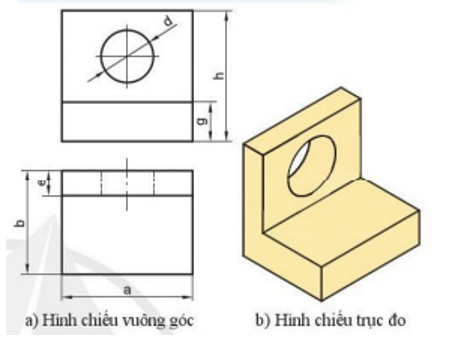 d
h
g
e
b
a
a) Hình chiếu vuông góc
b) Hình chiếu trục đo